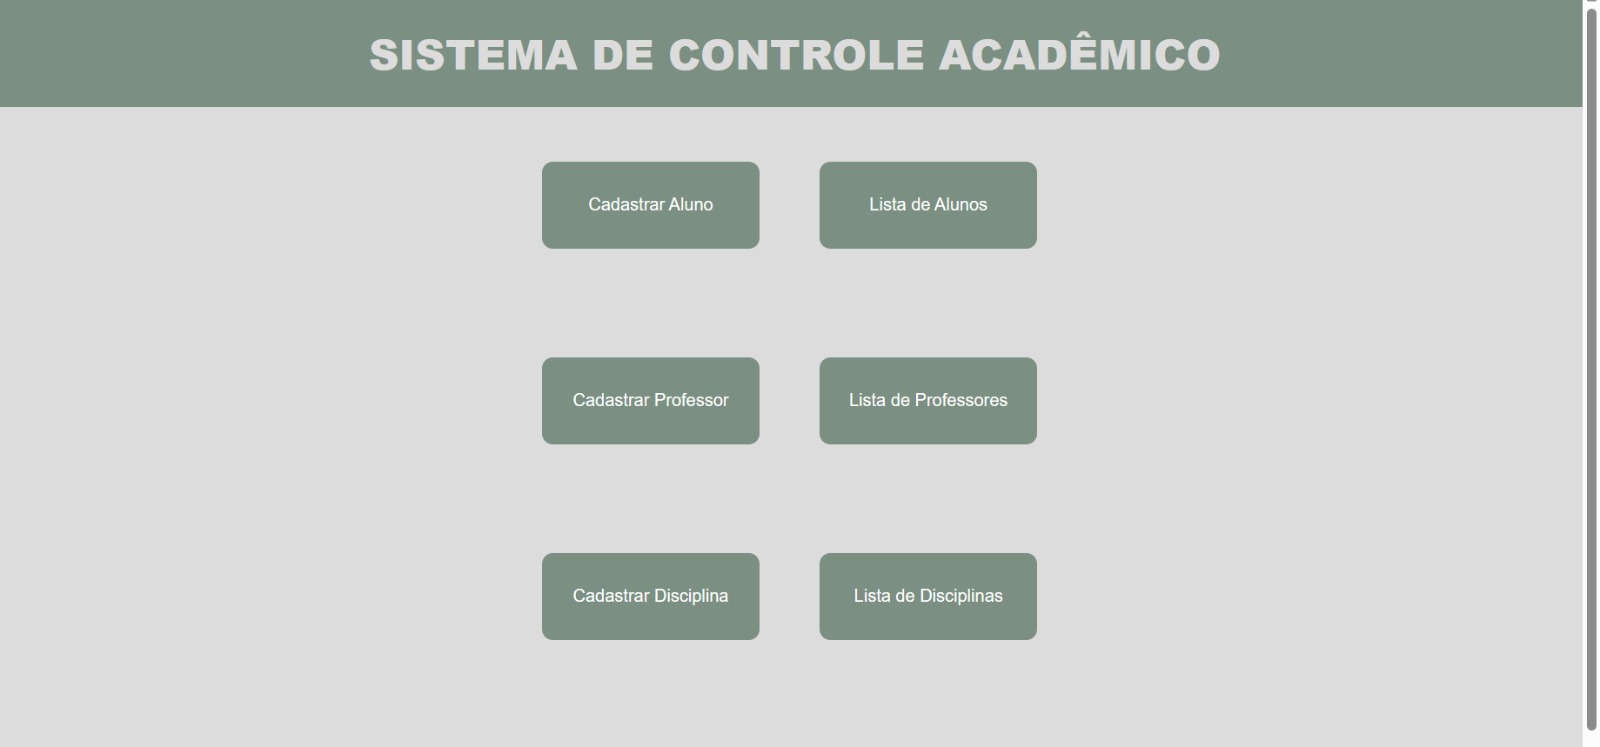 SISTEMA DE CONTROLE ACADÊMICO
Cadastrar Aluno
Lista de Alunos
Cadastrar Professor
Lista de Professores
Cadastrar Disciplina
Lista de Disciplinas